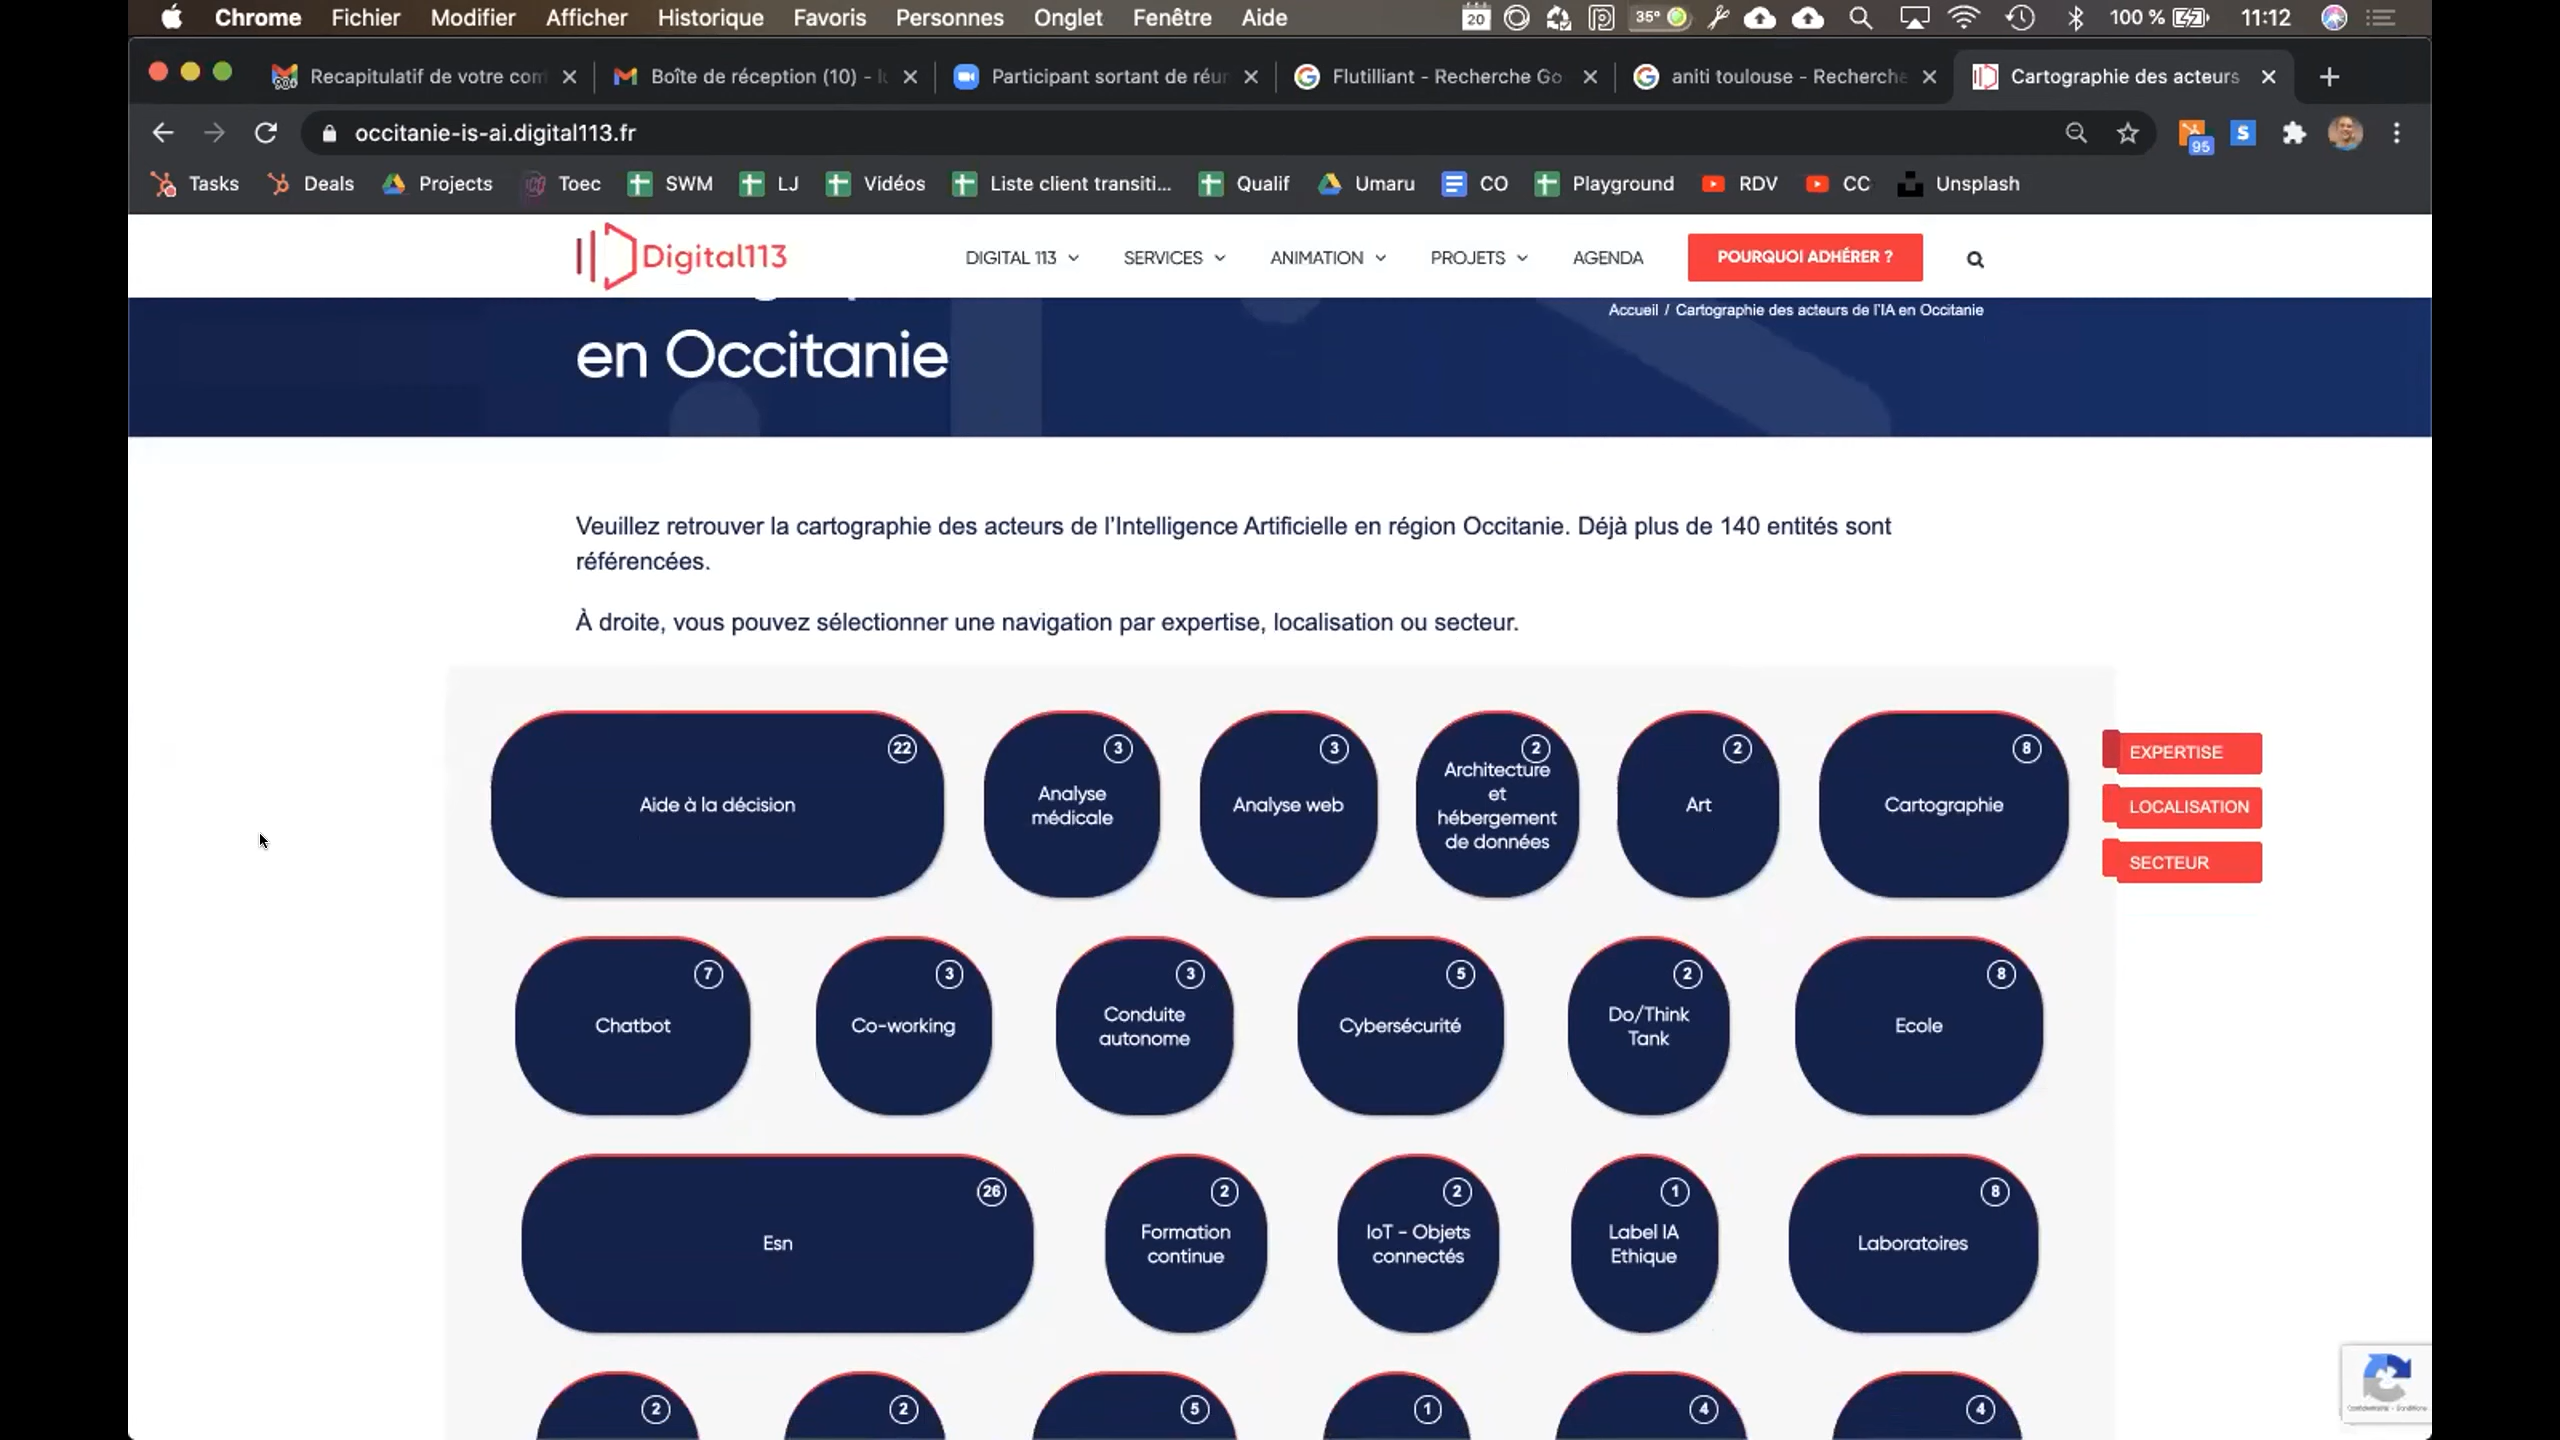 Chrome Fichier Modifier Afficher Historique Favoris Personnes Onglet Fenêtre Aide 20 35° 100 % 11:12
Recapitulatif de votre com Boîte de réception (10) - Participant sortant de réun Flutilliant - Recherche Go aniti toulouse - Recherche Cartographie des acteurs
occitanie-is-ai.digital113.fr S 95
Tasks Deals Projects Toec SWM LJ Vidéos Liste client transiti... Qualif Umaru CO Playground RDV CC Unsplash
Digital113 DIGITAL 113 SERVICES ANIMATION PROJETS AGENDA POURQUOI ADHÉRER ?
Accueil / Cartographie des acteurs de l'IA en Occitanie
en Occitanie
Veuillez retrouver la cartographie des acteurs de l'Intelligence Artificielle en région Occitanie. Déjà plus de 140 entités sont
référencées.
À droite, vous pouvez sélectionner une navigation par expertise, localisation ou secteur.
22
Aide à la décision
3
Analyse
médicale
3
Analyse web
2
Architecture
et
hébergement
de données
2
Art
8
Cartographie
EXPERTISE
LOCALISATION
SECTEUR
7
Chatbot
3
Co-working
3
Conduite
autonome
5
Cybersécurité
2
Do/Think
Tank
8
Ecole
26
Esn
2
Formation
continue
2
IoT - Objets
connectés
1
Label IA
Ethique
8
Laboratoires
2
2
5
1
4
4